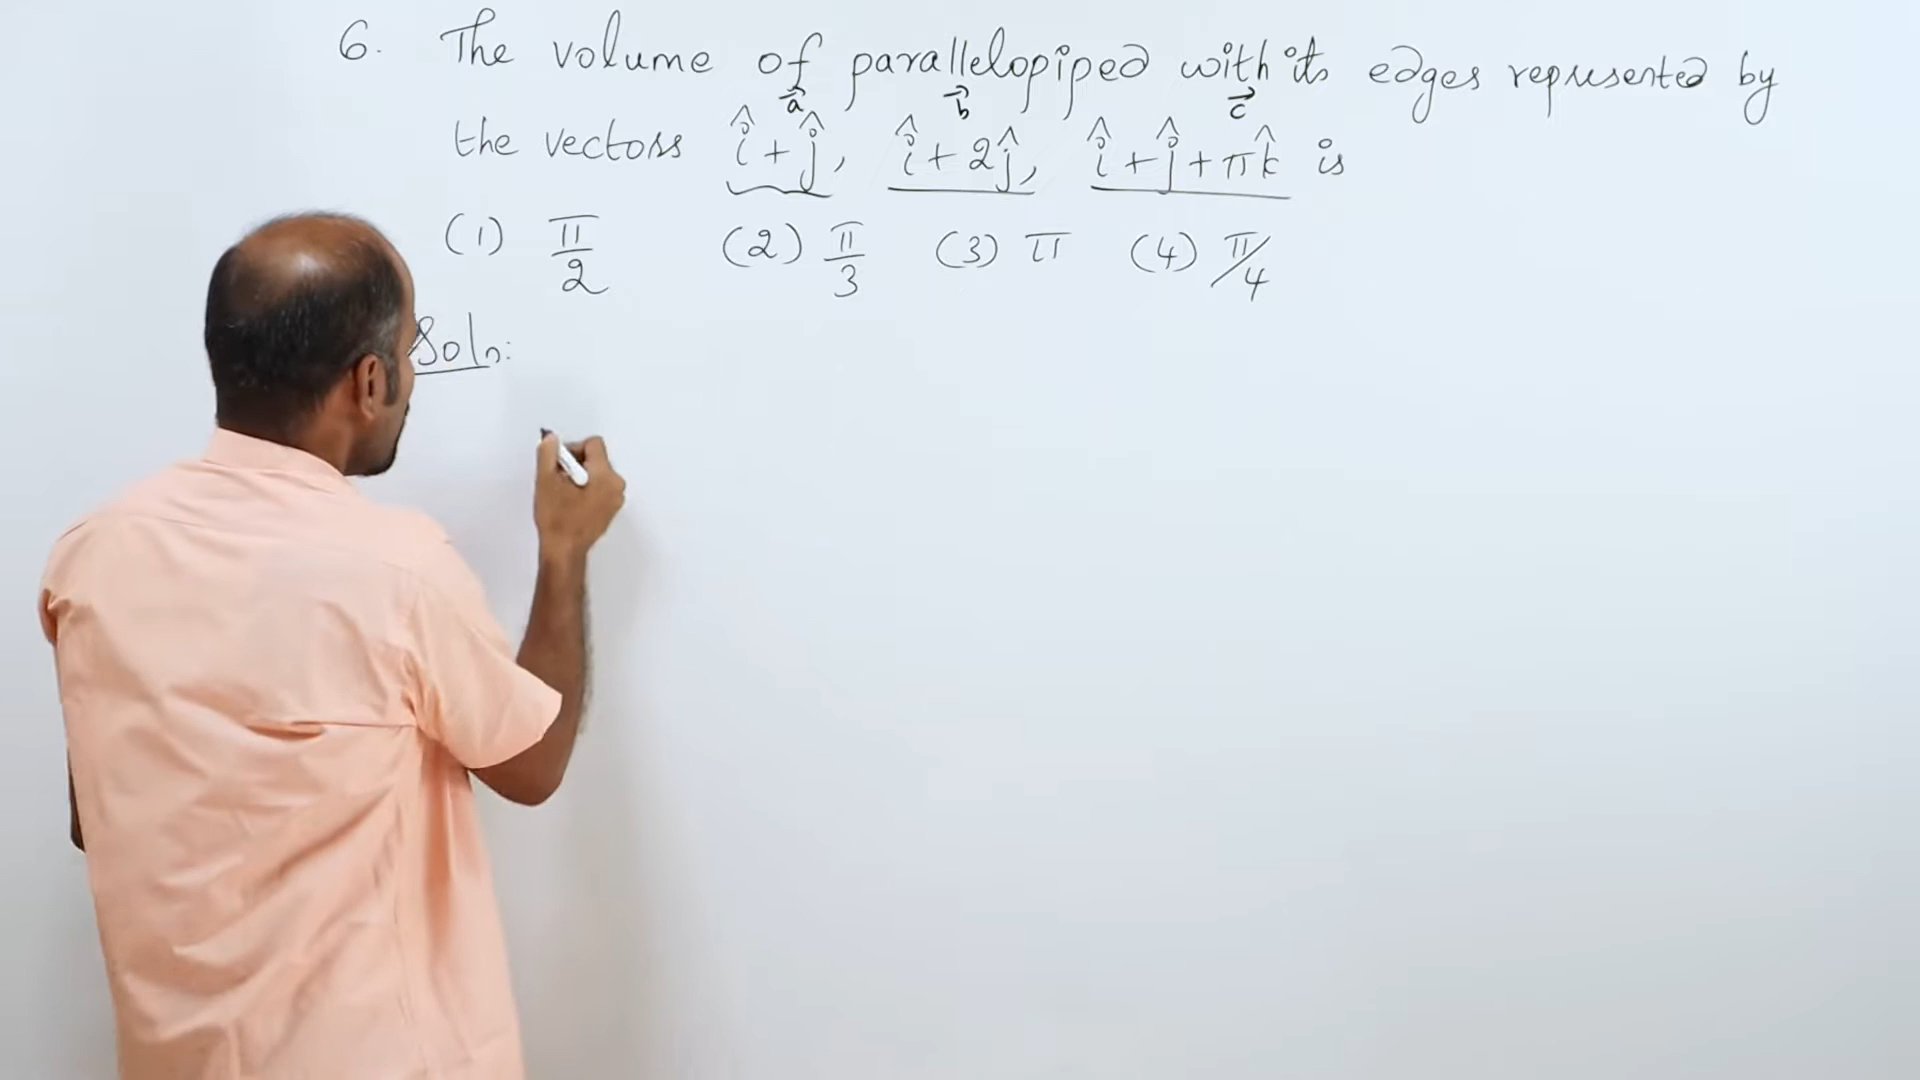 6. The volume of parallelopiped with its edges represented by
a⃗ b⃗ c⃗
the vectors î + ĵ, î + 2ĵ, î + ĵ + πk̂ is
(1) π/2 (2) π/3 (3) π (4) π/4
Soln: